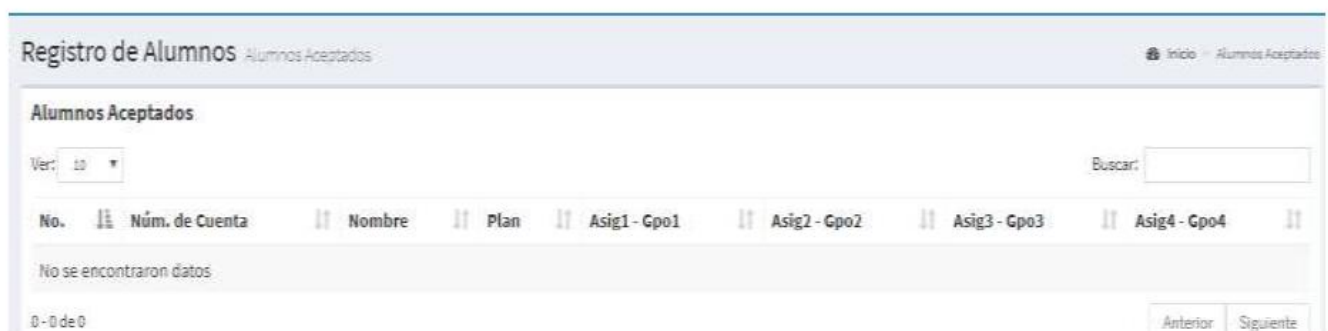 Registro de Alumnos Alumnos Aceptados
Inicio - Alumnos Aceptados
Alumnos Aceptados
Ver: 10
Buscar:
No. Núm. de Cuenta Nombre Plan Asig1 - Gpo1 Asig2 - Gpo2 Asig3 - Gpo3 Asig4 - Gpo4
No se encontraron datos
0 - 0 de 0
Anterior Siguiente